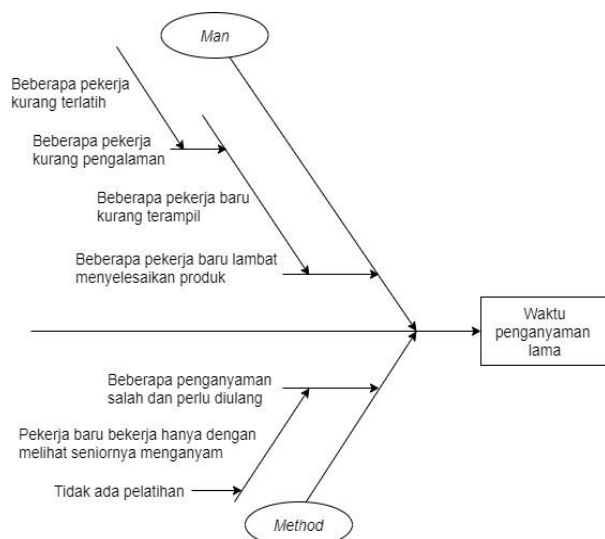 Man
Beberapa pekerja
kurang terlatih
Beberapa pekerja
kurang pengalaman
Beberapa pekerja baru
kurang terampil
Beberapa pekerja baru lambat
menyelesaikan produk
Waktu
penganyaman
lama
Beberapa penganyaman
salah dan perlu diulang
Pekerja baru bekerja hanya dengan
melihat seniornya menganyam
Tidak ada pelatihan
Method